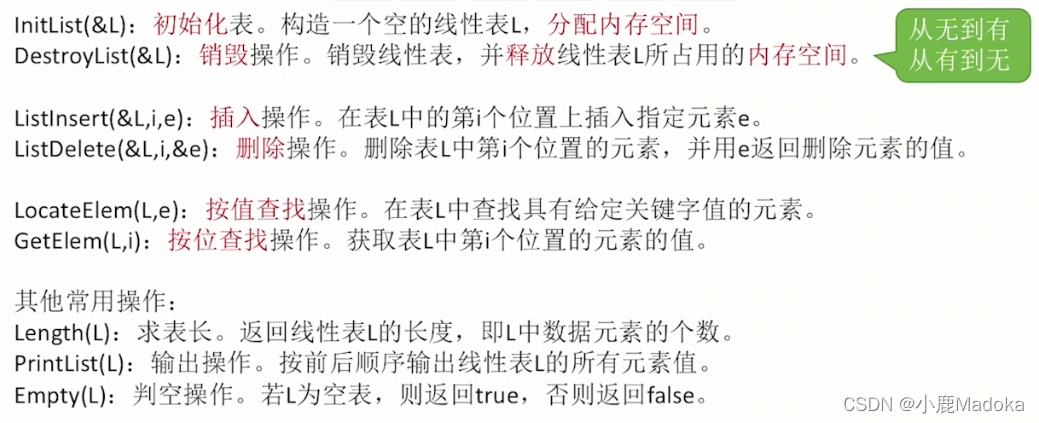 InitList(&L)：初始化表。构造一个空的线性表L，分配内存空间。
DestroyList(&L)：销毁操作。销毁线性表，并释放线性表L所占用的内存空间。
从无到有
从有到无
ListInsert(&L,i,e)：插入操作。在表L中的第i个位置上插入指定元素e。
ListDelete(&L,i,&e)：删除操作。删除表L中第i个位置的元素，并用e返回删除元素的值。
LocateElem(L,e)：按值查找操作。在表L中查找具有给定关键字值的元素。
GetElem(L,i)：按位查找操作。获取表L中第i个位置的元素的值。
其他常用操作：
Length(L)：求表长。返回线性表L的长度，即L中数据元素的个数。
PrintList(L)：输出操作。按前后顺序输出线性表L的所有元素值。
Empty(L)：判空操作。若L为空表，则返回true，否则返回false。
CSDN @小鹿Madoka